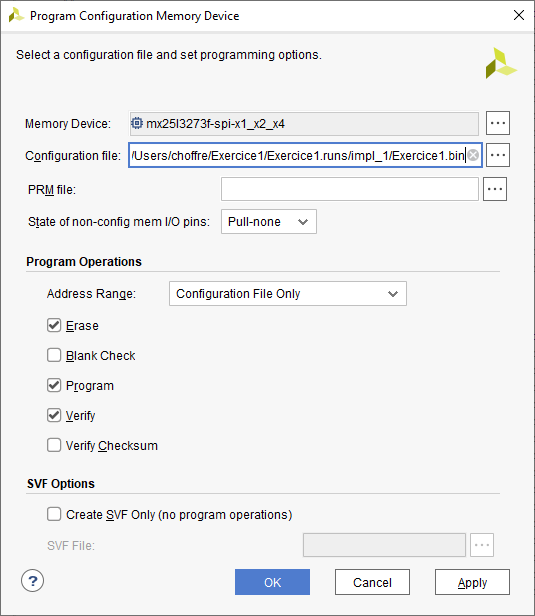 Program Configuration Memory Device
Select a configuration file and set programming options.
Memory Device: mx25l3273f-spi-x1_x2_x4 ...
Configuration file: /Users/choffre/Exercice1/Exercice1.runs/impl_1/Exercice1.bin ...
PRM file: ...
State of non-config mem I/O pins: Pull-none
Program Operations
Address Range: Configuration File Only
Erase
Blank Check
Program
Verify
Verify Checksum
SVF Options
Create SVF Only (no program operations)
SVF File: ...
? OK Cancel Apply